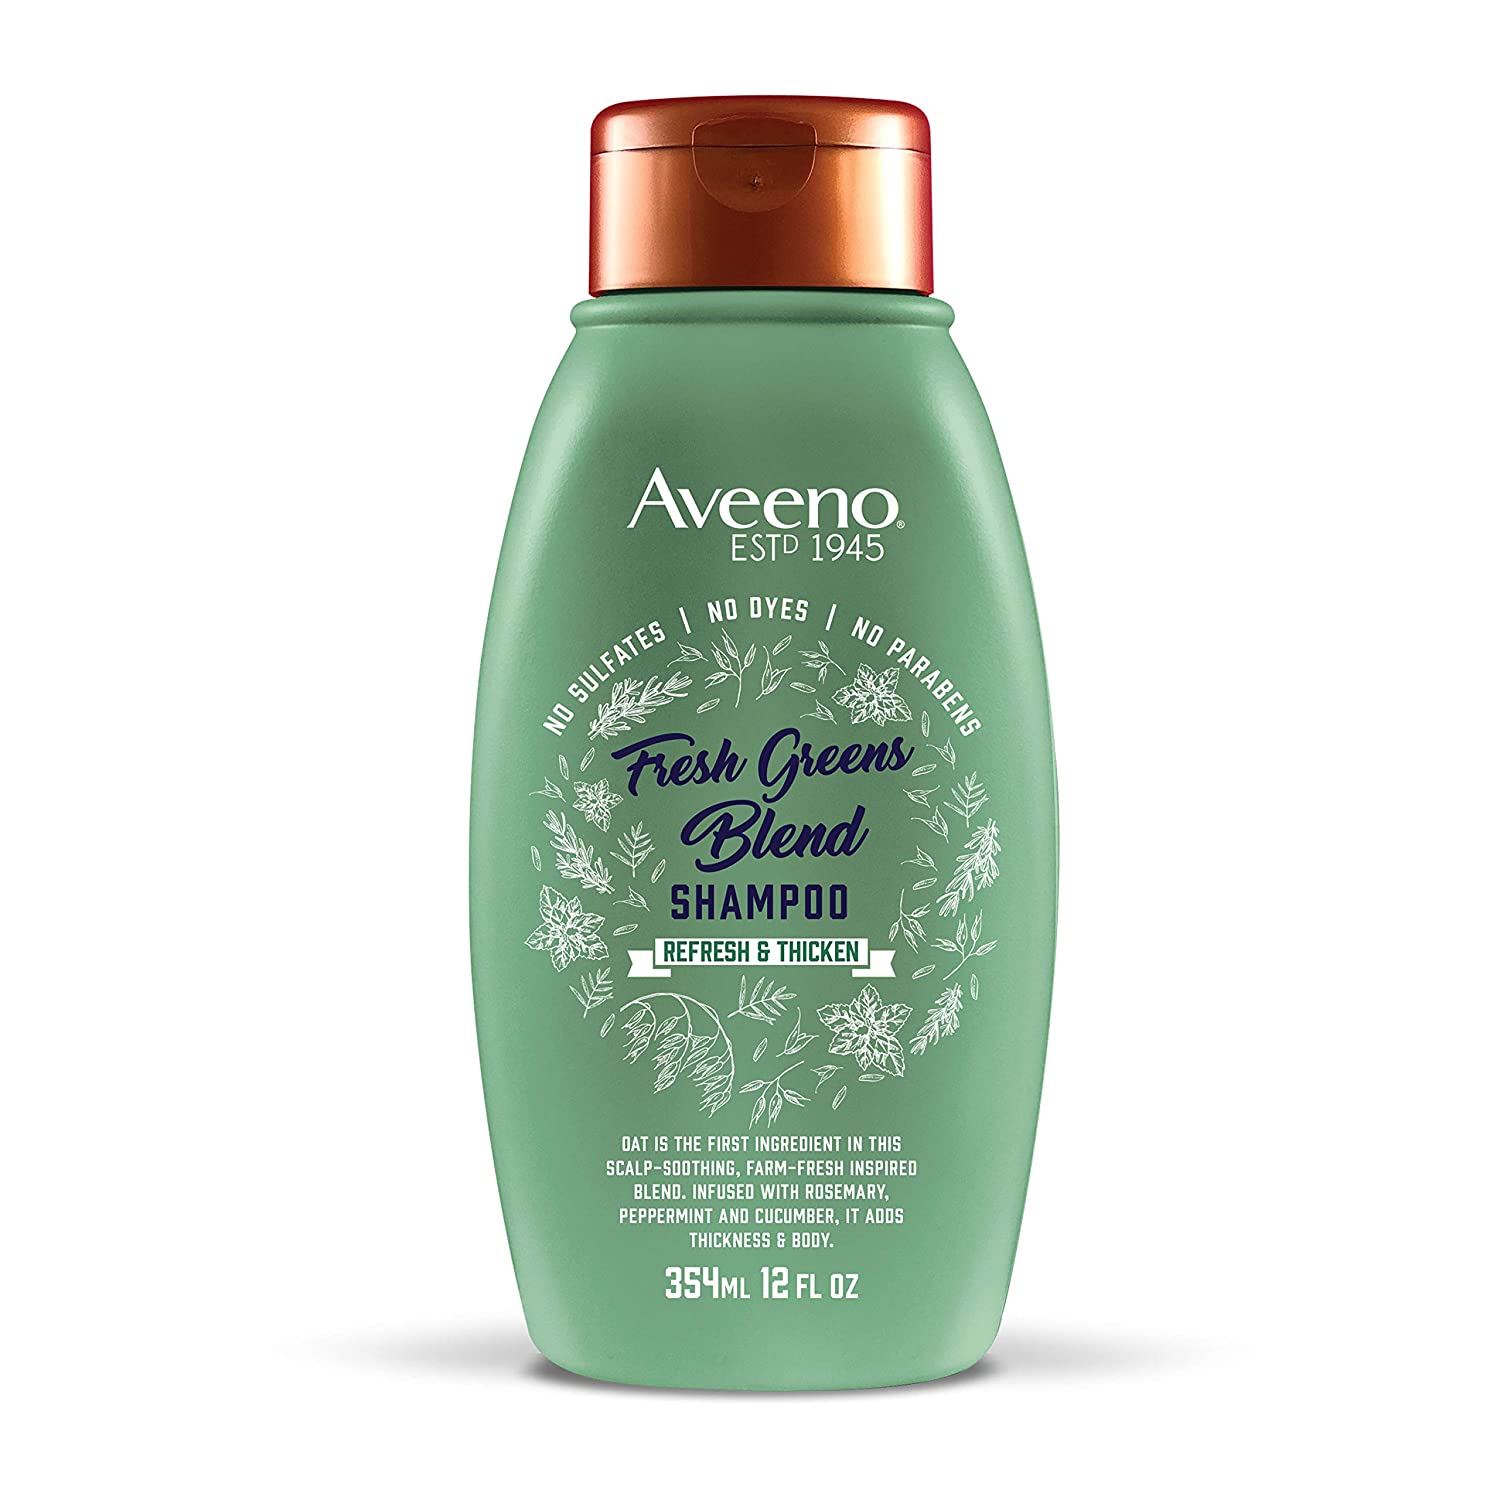 Aveeno®
ESTD 1945
NO SULFATES | NO DYES | NO PARABENS
Fresh Greens
Blend
SHAMPOO
REFRESH & THICKEN
OAT IS THE FIRST INGREDIENT IN THIS
SCALP-SOOTHING, FARM-FRESH INSPIRED
BLEND. INFUSED WITH ROSEMARY,
PEPPERMINT AND CUCUMBER, IT ADDS
THICKNESS & BODY.
354ML 12 FL OZ